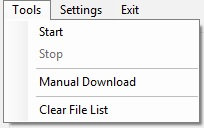 Tools Settings Exit
Start
Stop
Manual Download
Clear File List